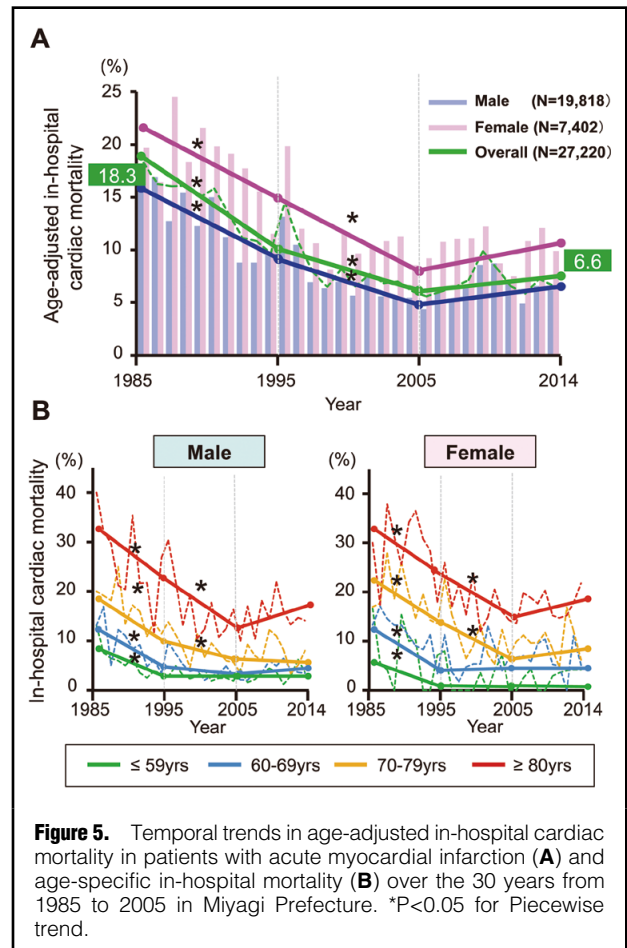 A
(%)
Age-adjusted in-hospital
cardiac mortality
25
20
15
10
5
0
18.3
6.6
Male (N=19,818)
Female (N=7,402)
Overall (N=27,220)
*
*
*
*
*
*
1985
1995
2005
2014
Year
B
Male
Female
In-hospital cardiac mortality
(%)
40
30
20
10
0
*
*
*
*
*
*
1985
1995
2005
2014
Year
(%)
40
30
20
10
0
*
*
*
*
*
*
1985
1995
2005
2014
Year
≤ 59yrs
60-69yrs
70-79yrs
≥ 80yrs
Figure 5. Temporal trends in age-adjusted in-hospital cardiac
mortality in patients with acute myocardial infarction (A) and
age-specific in-hospital mortality (B) over the 30 years from
1985 to 2005 in Miyagi Prefecture. *P<0.05 for Piecewise
trend.